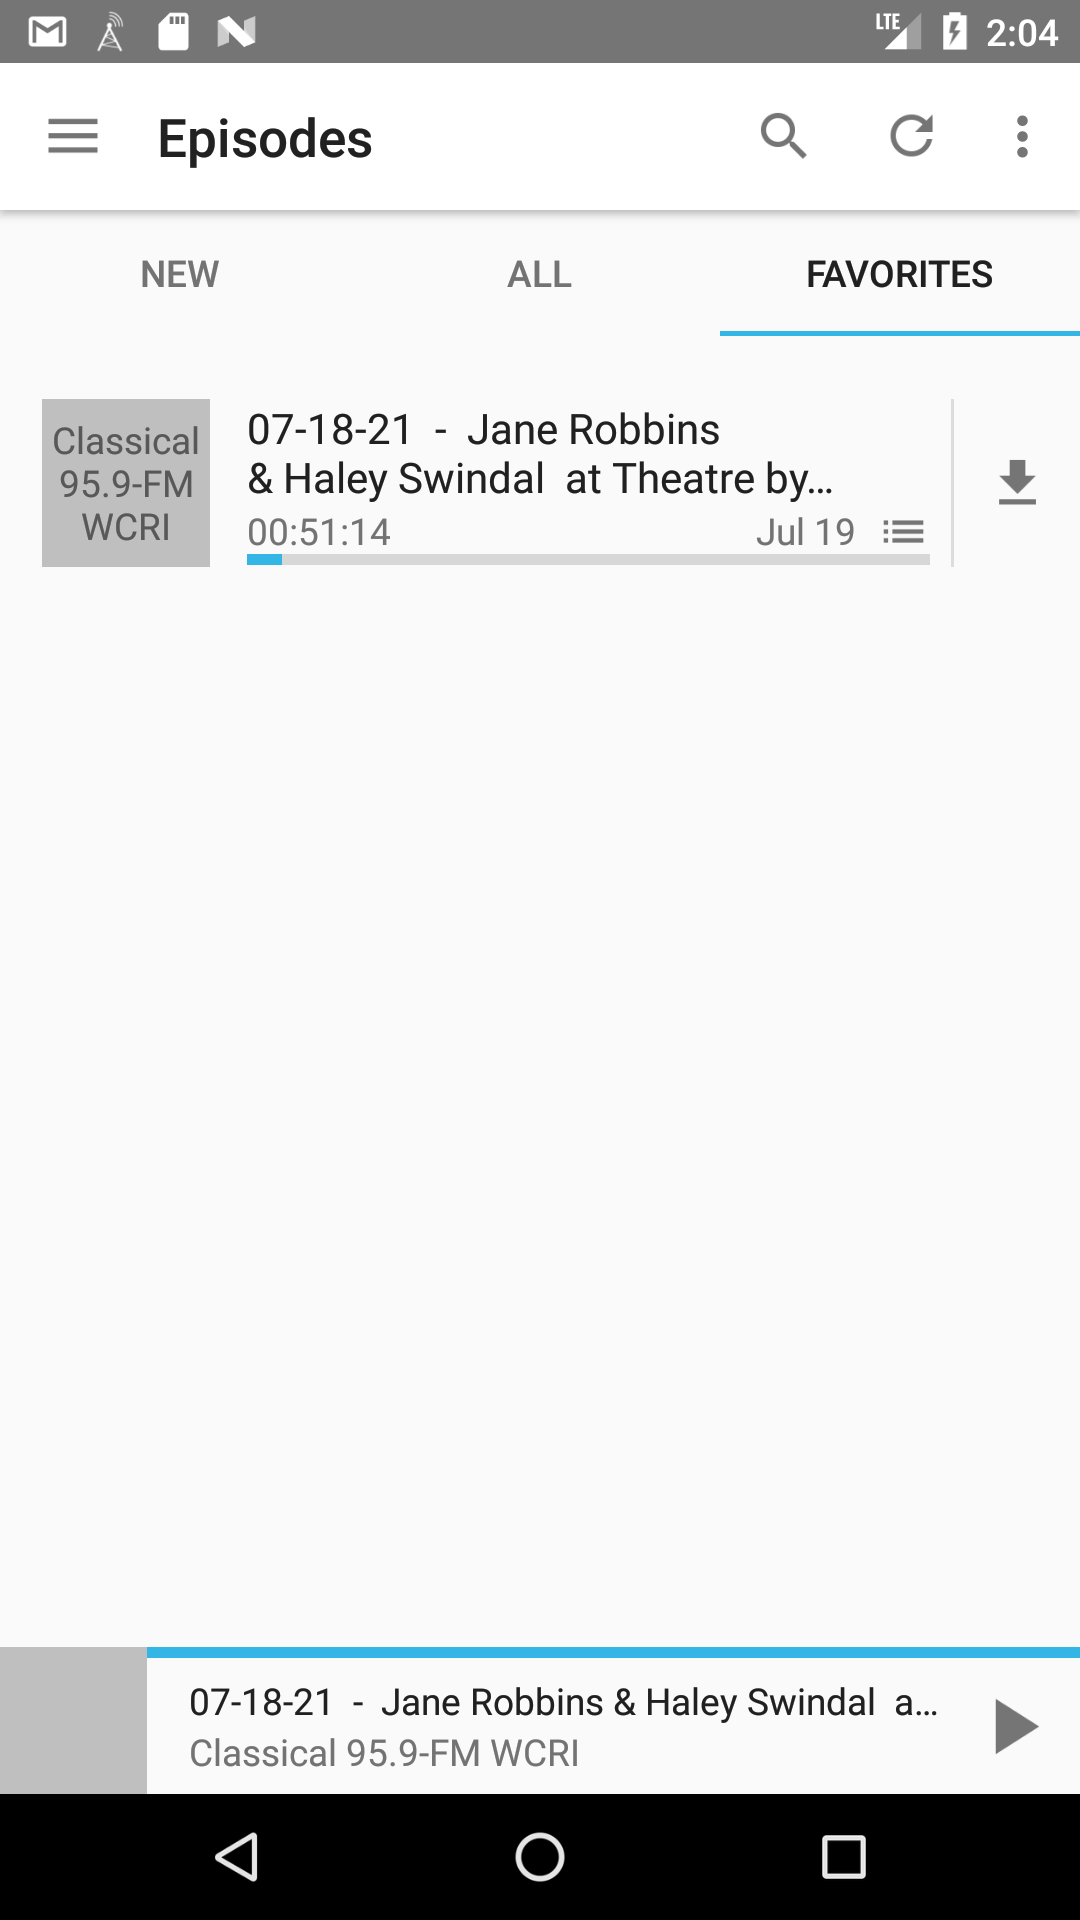 LTE 2:04
Episodes
NEW ALL FAVORITES
Classical
95.9-FM
WCRI
07-18-21 - Jane Robbins
& Haley Swindal at Theatre by...
00:51:14 Jul 19
07-18-21 - Jane Robbins & Haley Swindal a...
Classical 95.9-FM WCRI